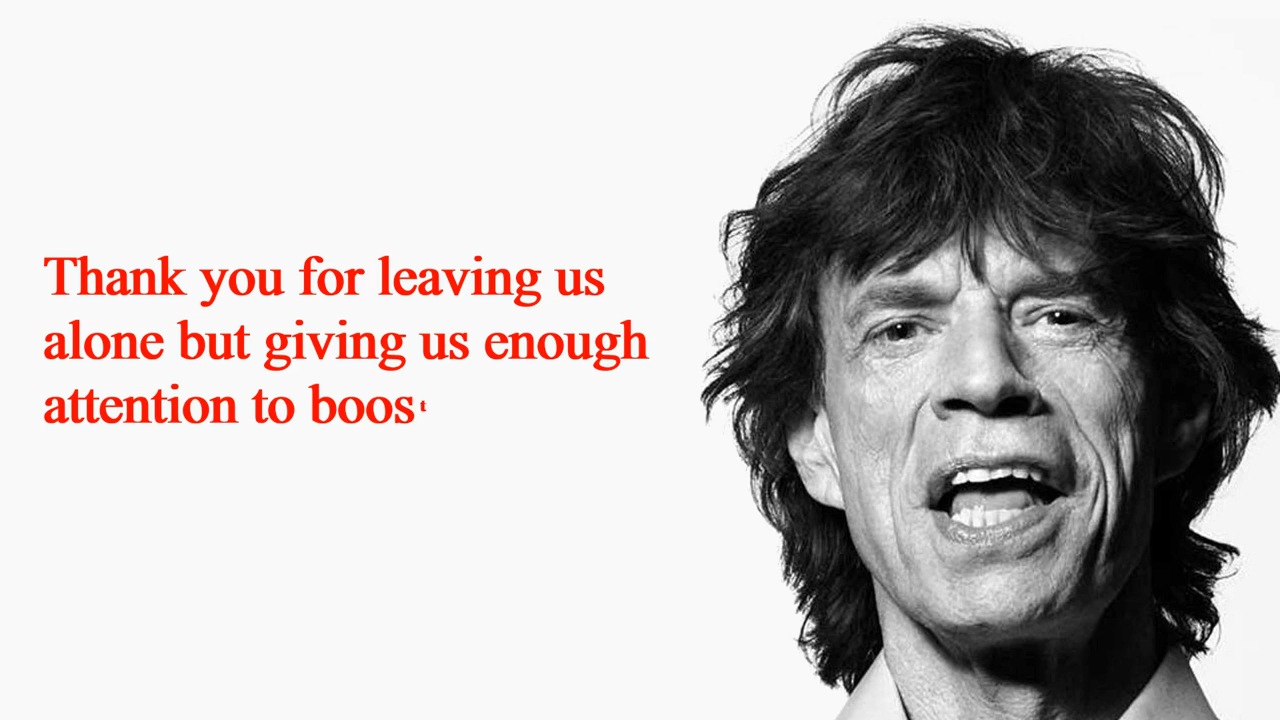 Thank you for leaving us
alone but giving us enough
attention to boost